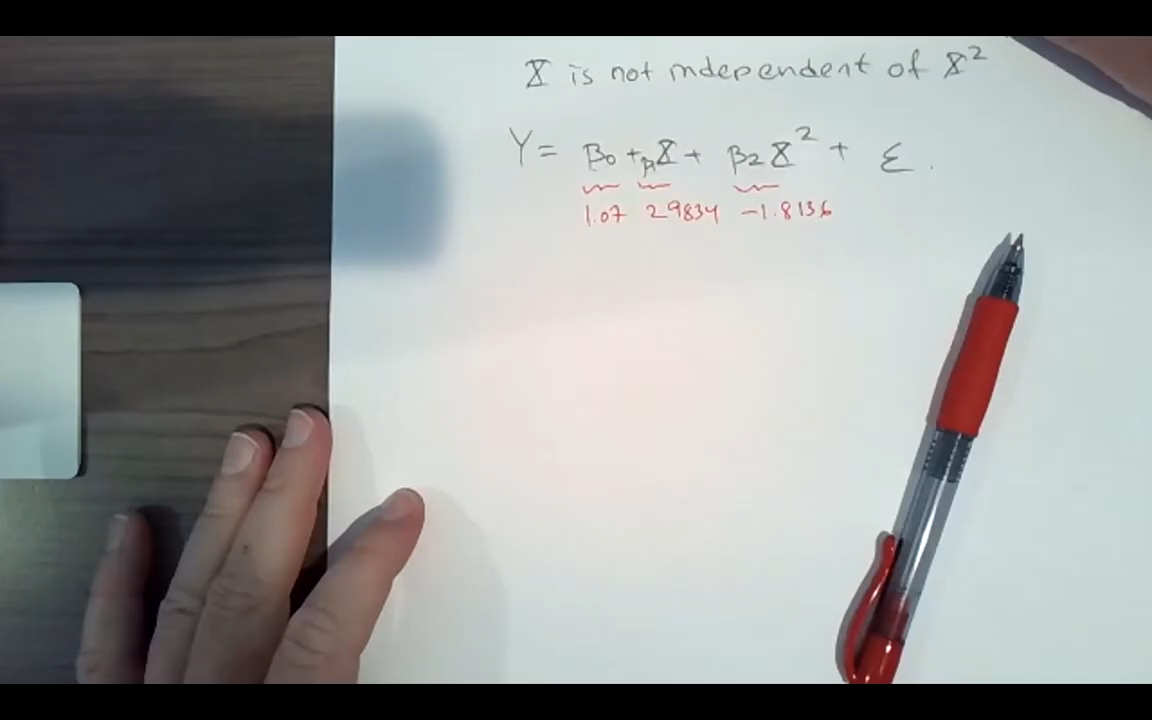 X is not independent of X²
Y = β₀ + β₁X + β₂X² + ε.
1.07 2.9834 -1.8136